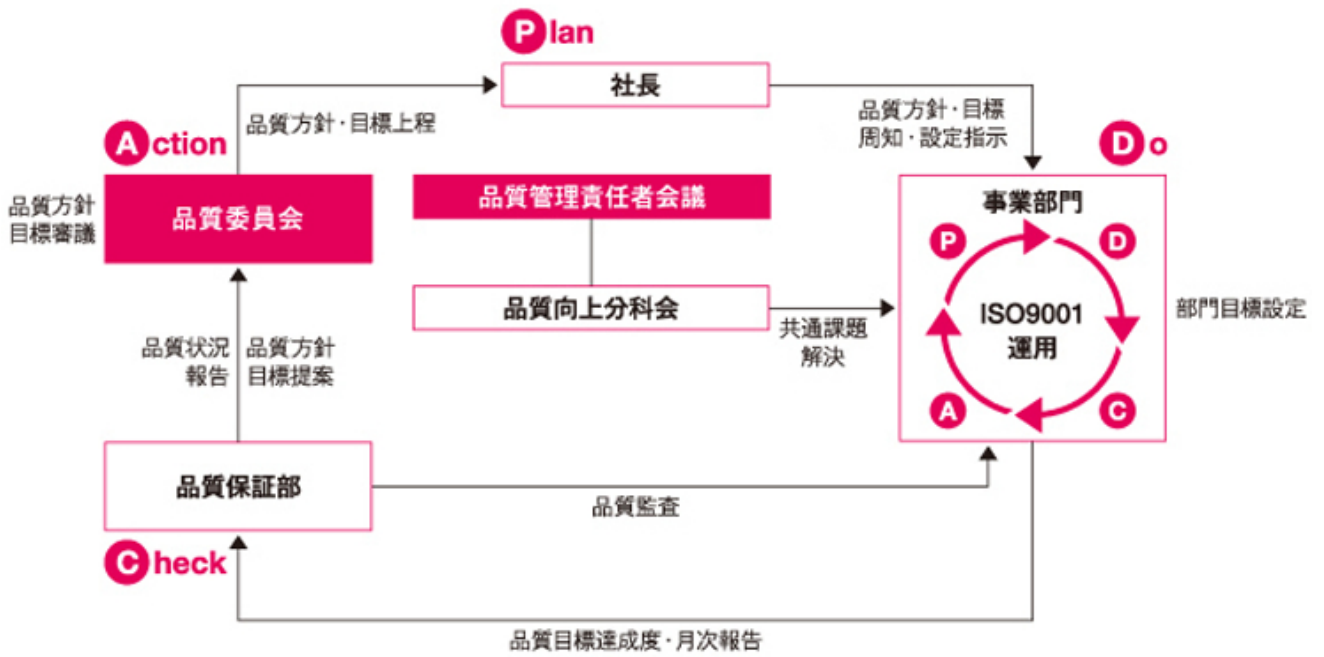 Plan
社長
品質方針・目標上程
品質方針・目標
周知・設定指示
Action
Do
品質方針
目標審議
品質委員会
品質管理責任者会議
事業部門
P
D
品質向上分科会
共通課題
解決
ISO9001
運用
部門目標設定
品質状況
報告
品質方針
目標提案
A
C
品質保証部
品質監査
Check
品質目標達成度・月次報告